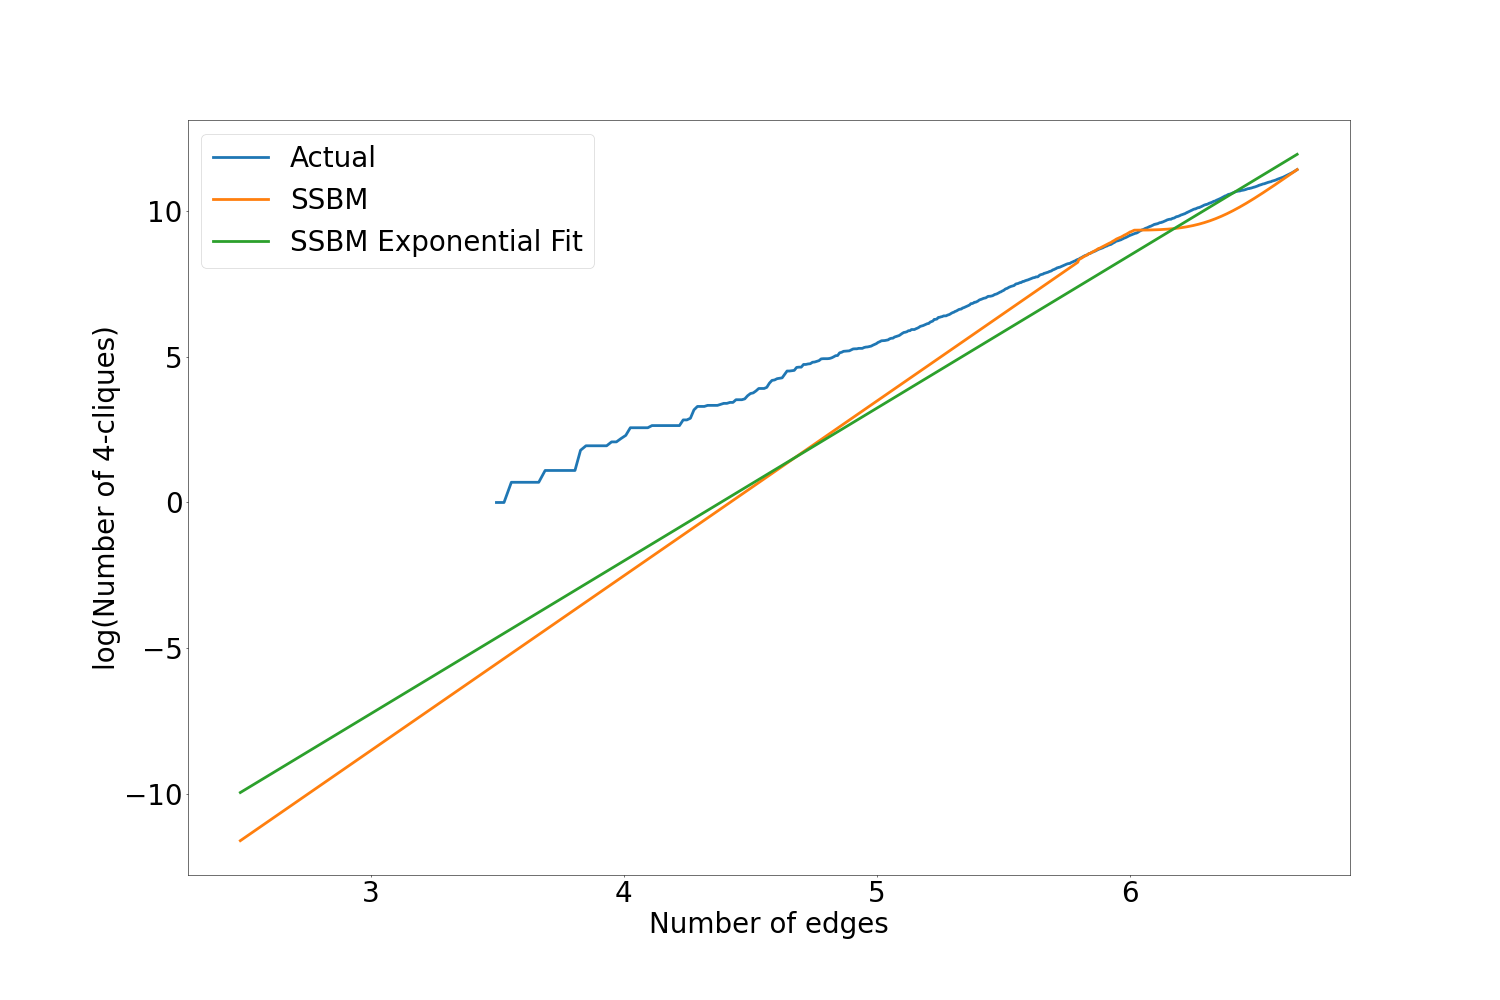 Actual
SSBM
SSBM Exponential Fit
10
5
0
−5
−10
log(Number of 4-cliques)
3 4 5 6
Number of edges